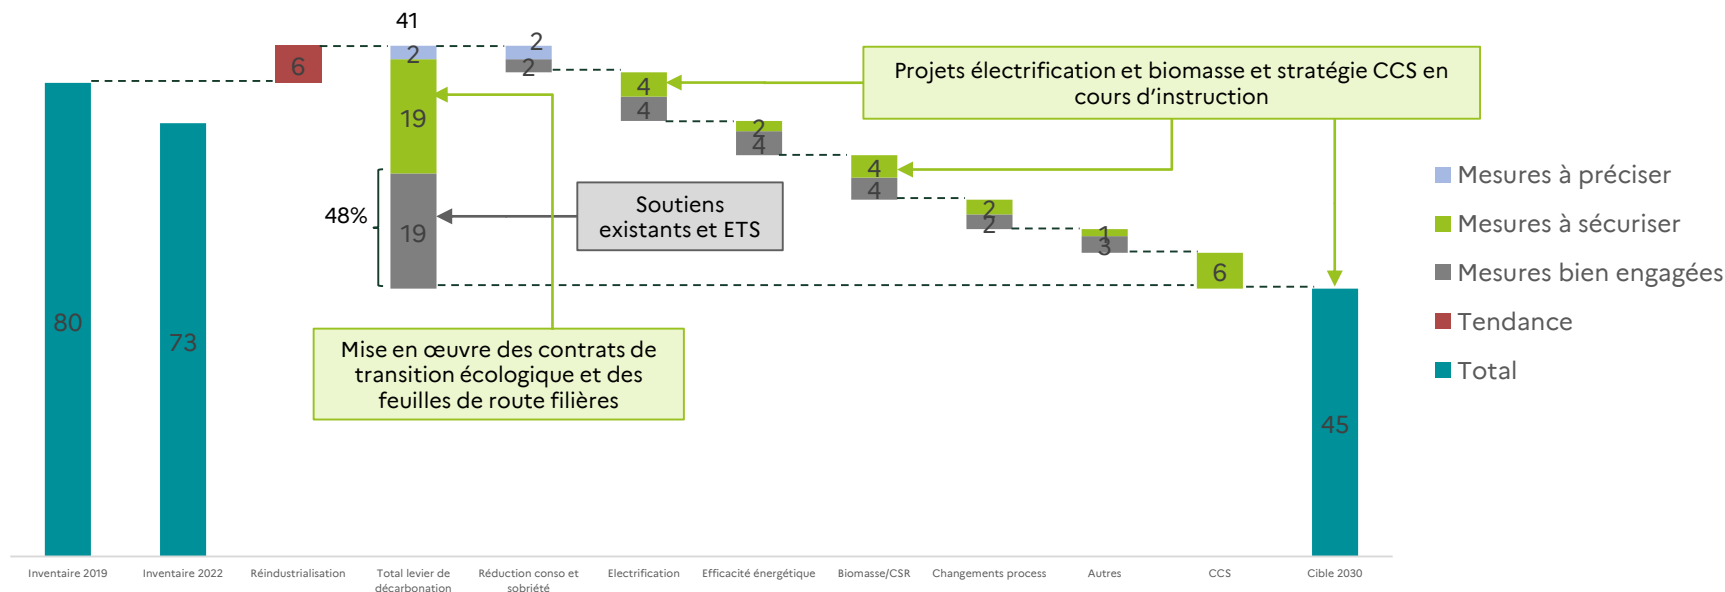 41
2
2
6
2
Projets électrification et biomasse et stratégie CCS en
cours d'instruction
4
4
19
2
4
4
4
Mesures à préciser
Mesures à sécuriser
Mesures bien engagées
Tendance
Total
48%
Soutiens
existants et ETS
19
2
2
1
3
6
80
73
Mise en œuvre des contrats de
transition écologique et des
feuilles de route filières
45
Inventaire 2019
Inventaire 2022
Réindustrialisation
Total levier de
décarbonation
Réduction conso et
sobriété
Electrification
Efficacité énergétique
Biomasse/CSR
Changements process
Autres
CCS
Cible 2030